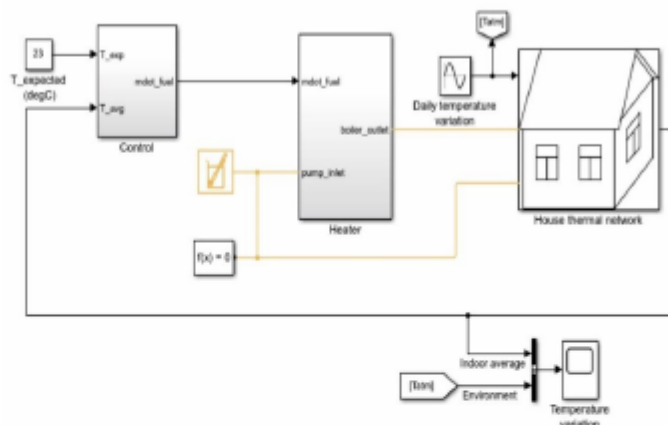 [Tatm]
23
T_exp
mdot_fuel
mdot_fuel
T_expected
(degC)
T_avg
Daily temperature
variation
Control
boiler_outlet
pump_inlet
House thermal network
Heater
f(x) = 0
Indoor average
[Tatm]
Environment
Temperature
variation